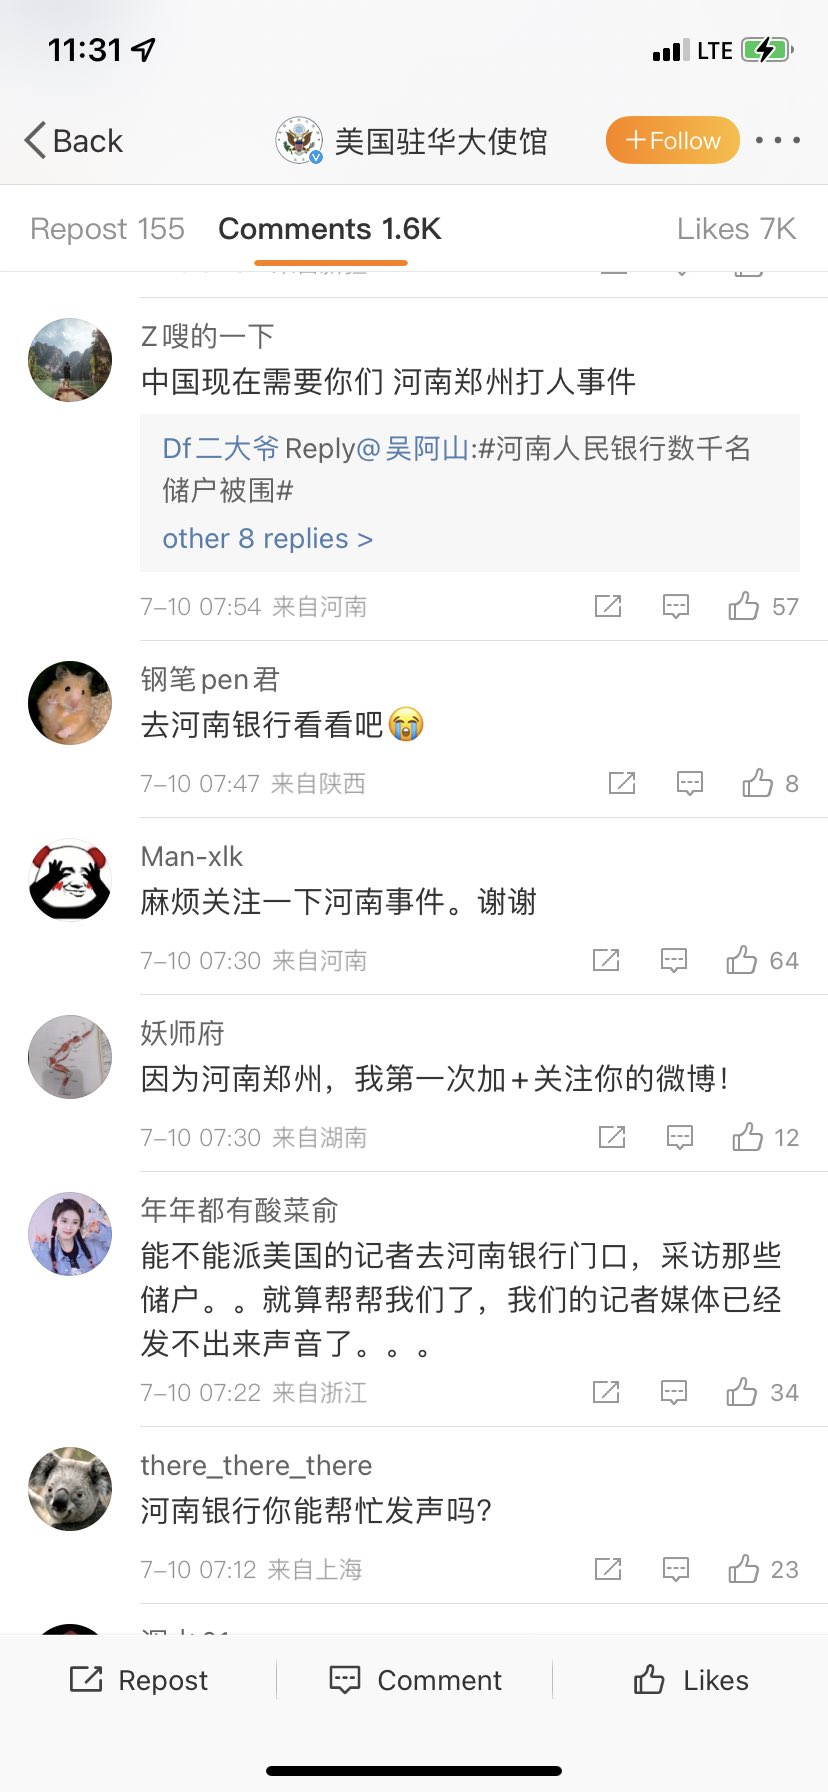 11:31
LTE
Back
美国驻华大使馆
+Follow
Repost 155
Comments 1.6K
Likes 7K
Z嗖的一下
中国现在需要你们 河南郑州打人事件
Df二大爷Reply@吴阿山:#河南人民银行数千名
储户被围#
other 8 replies >
7-10 07:54 来自河南
57
钢笔pen君
去河南银行看看吧😭
7-10 07:47 来自陕西
8
Man-xlk
麻烦关注一下河南事件。谢谢
7-10 07:30 来自河南
64
妖师府
因为河南郑州，我第一次加+关注你的微博！
7-10 07:30 来自湖南
12
年年都有酸菜俞
能不能派美国的记者去河南银行门口，采访那些
储户。。就算帮帮我们了，我们的记者媒体已经
发不出来声音了。。。
7-10 07:22 来自浙江
34
there_there_there
河南银行你能帮忙发声吗?
7-10 07:12 来自上海
23
Repost
Comment
Likes